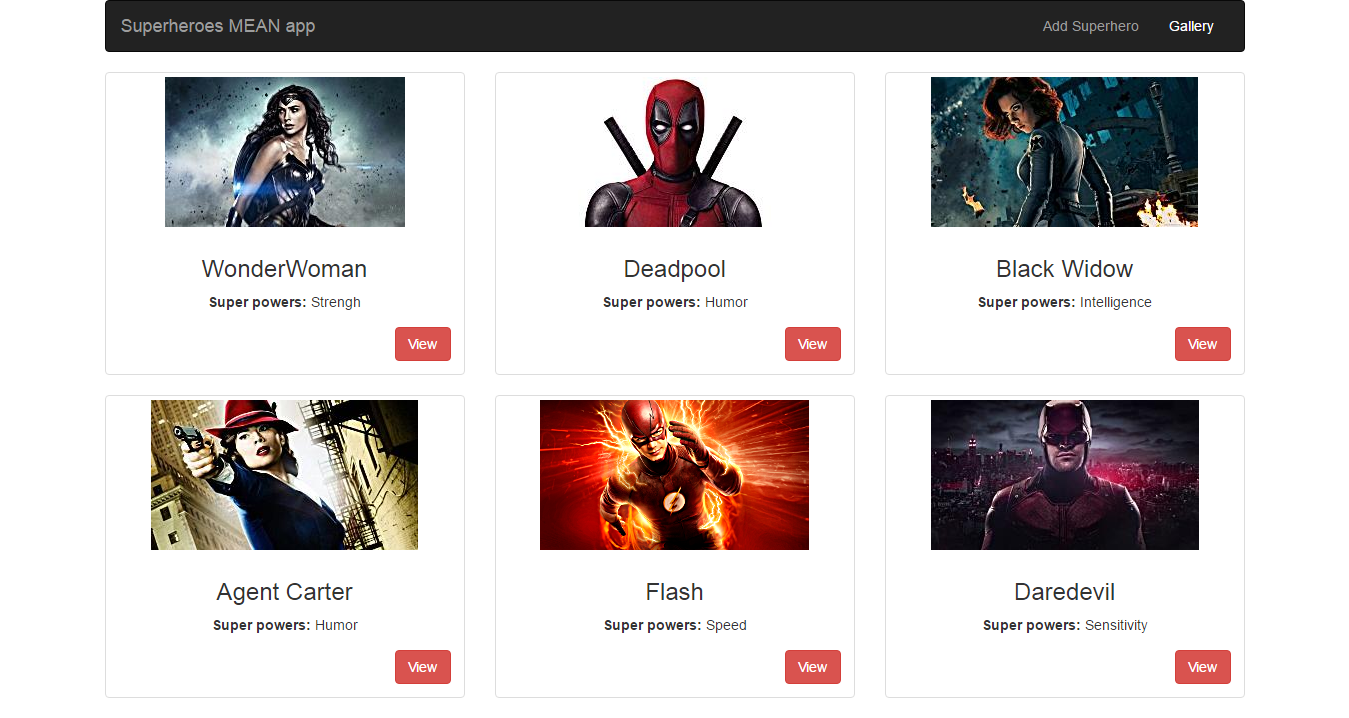 Superheroes MEAN app
Add Superhero
Gallery
WonderWoman
Super powers: Strengh
View
Deadpool
Super powers: Humor
View
Black Widow
Super powers: Intelligence
View
Agent Carter
Super powers: Humor
View
Flash
Super powers: Speed
View
Daredevil
Super powers: Sensitivity
View